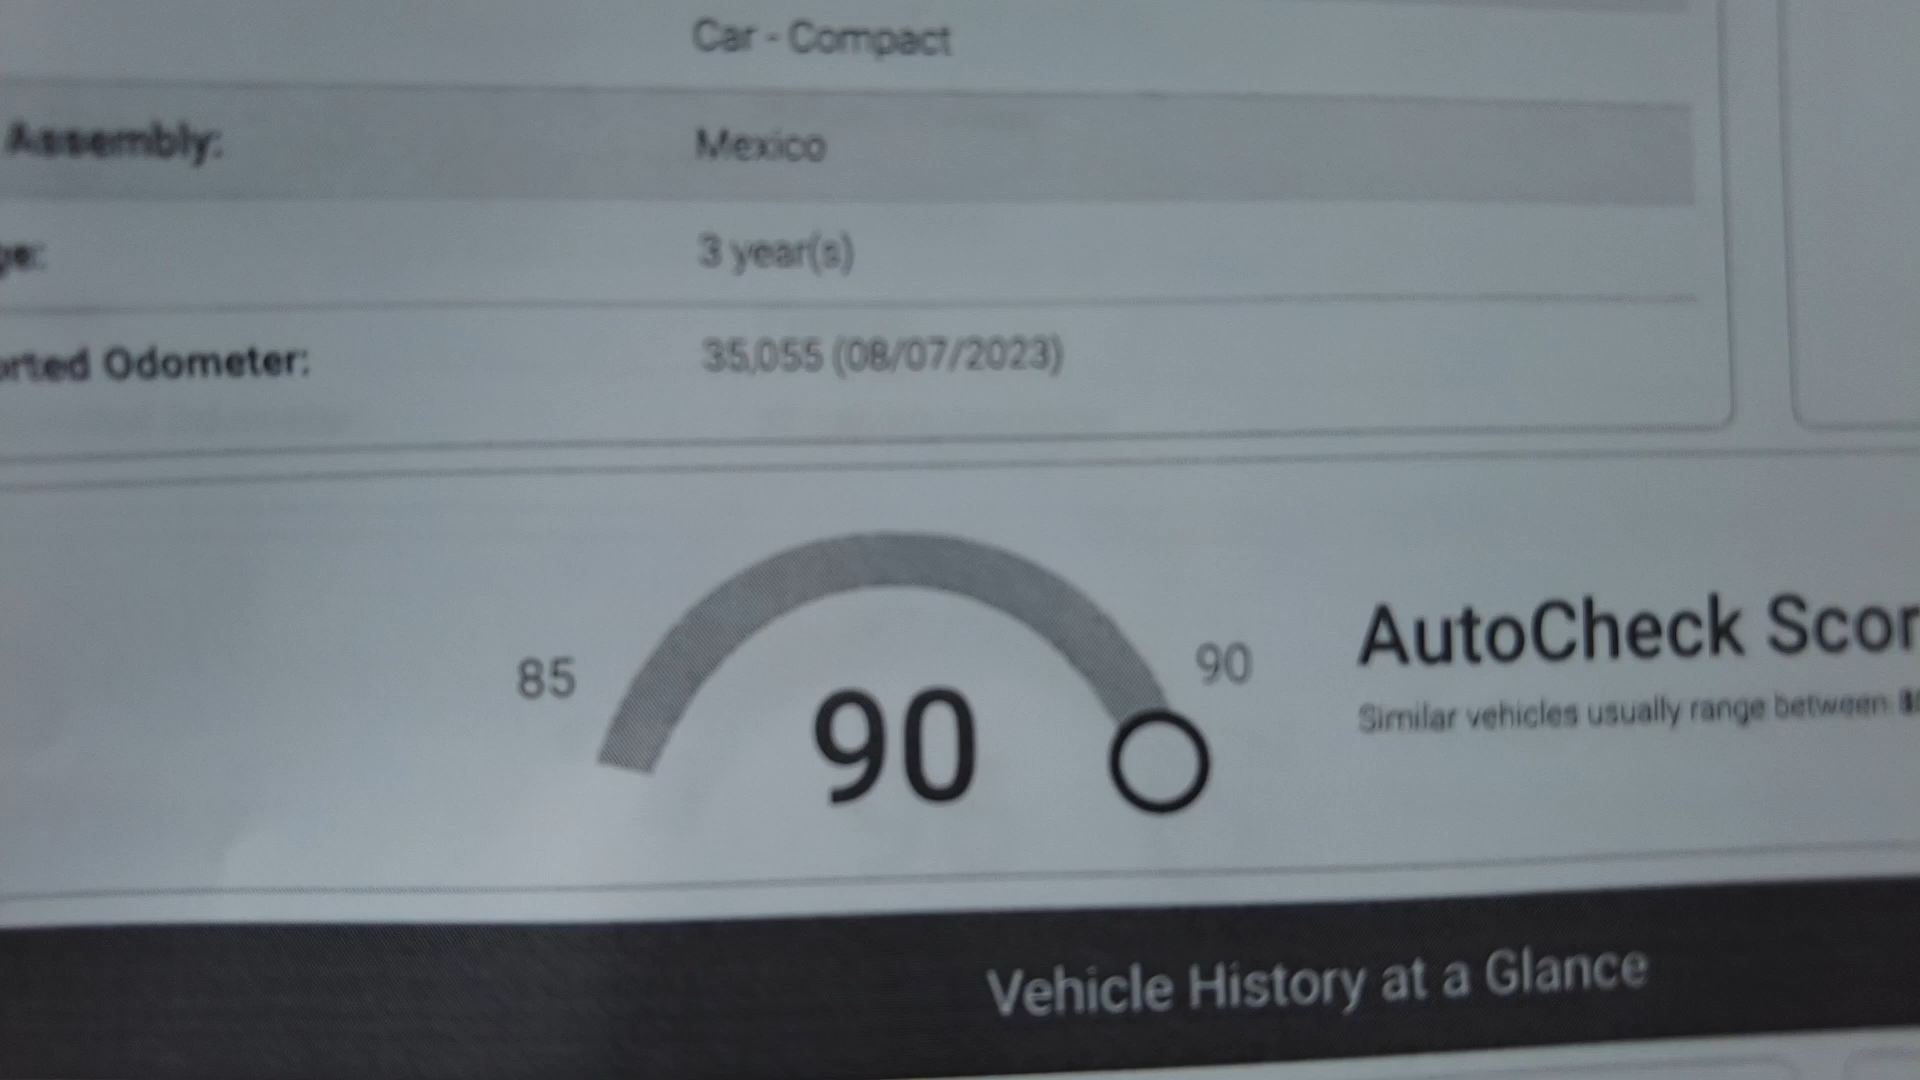 Car - Compact
Assembly: Mexico
3 year(s)
Odometer: 35,055 (08/07/2023)
85 90 90
AutoCheck Scor
Similar vehicles usually range between
Vehicle History at a Glance